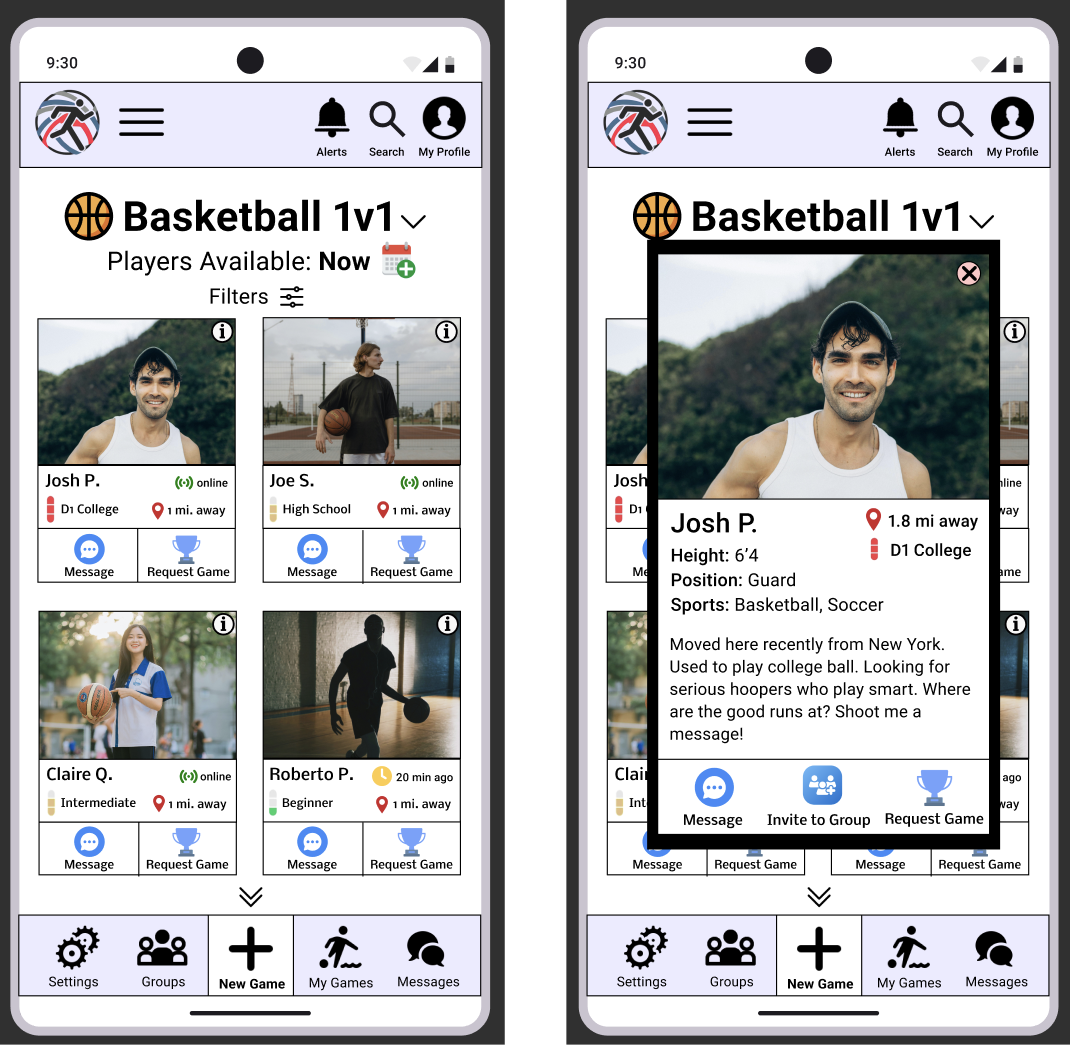 9:30
Alerts Search My Profile
Basketball 1v1
Players Available: Now
Filters
i i
Josh P. online
D1 College 1 mi. away
Message Request Game
Joe S. online
High School 1 mi. away
Message Request Game
i i
Claire Q. online
Intermediate 1 mi. away
Message Request Game
Roberto P. 20 min ago
Beginner 1 mi. away
Message Request Game
Settings Groups New Game My Games Messages
9:30
Alerts Search My Profile
Basketball 1v1
i
Josh P.
1.8 mi away
D1 College
Height: 6’4
Position: Guard
Sports: Basketball, Soccer
Moved here recently from New York.
Used to play college ball. Looking for
serious hoopers who play smart. Where
are the good runs at? Shoot me a
message!
Message Invite to Group Request Game
Josh
D1
Me
nline
way
ame
i
Clair
Int
ago
way
Message Request Game Message Request Game
Settings Groups New Game My Games Messages